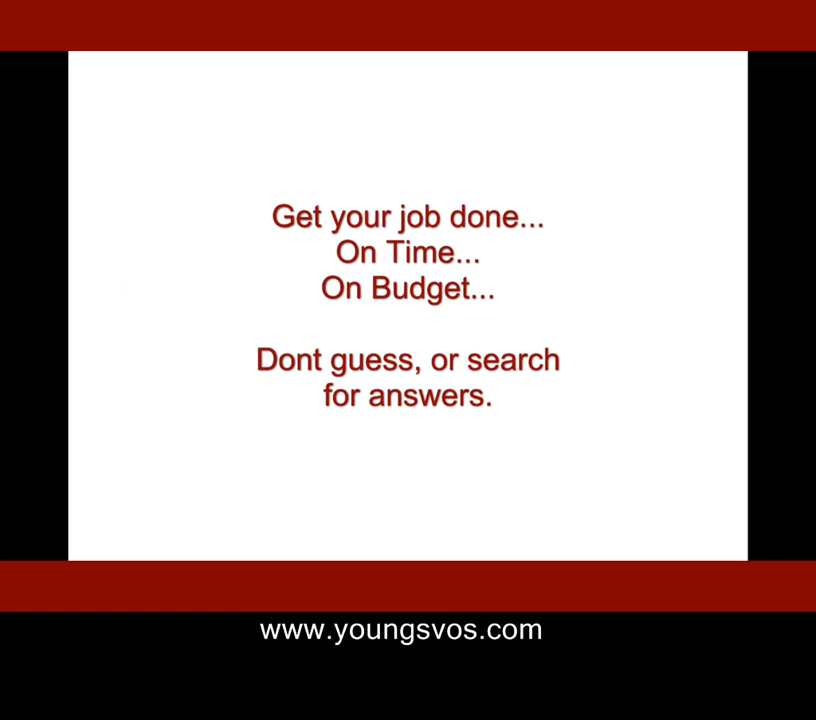 Get your job done...
On Time...
On Budget...
Dont guess, or search
for answers.
www.youngsvos.com